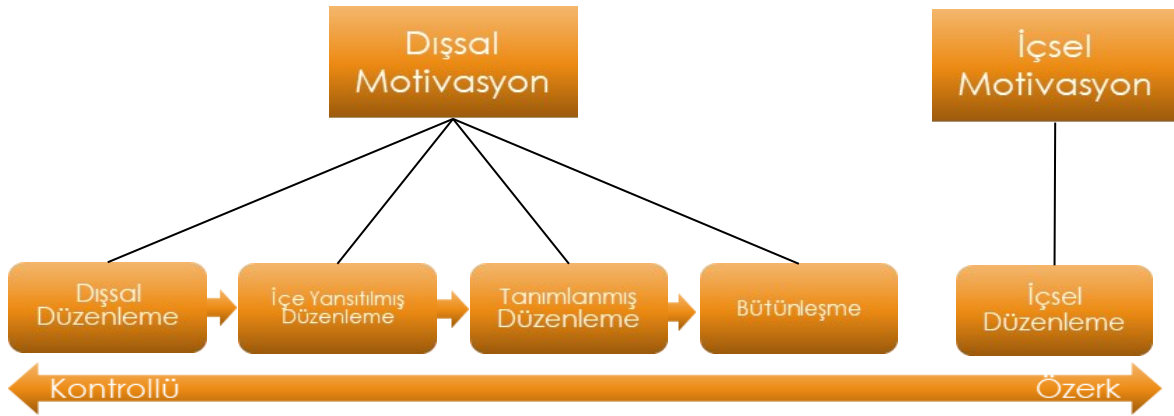 Dışsal
Motivasyon
İçsel
Motivasyon
Dışsal
Düzenleme
İçe Yansıtılmış
Düzenleme
Tanımlanmış
Düzenleme
Bütünleşme
İçsel
Düzenleme
Kontrollü
Özerk